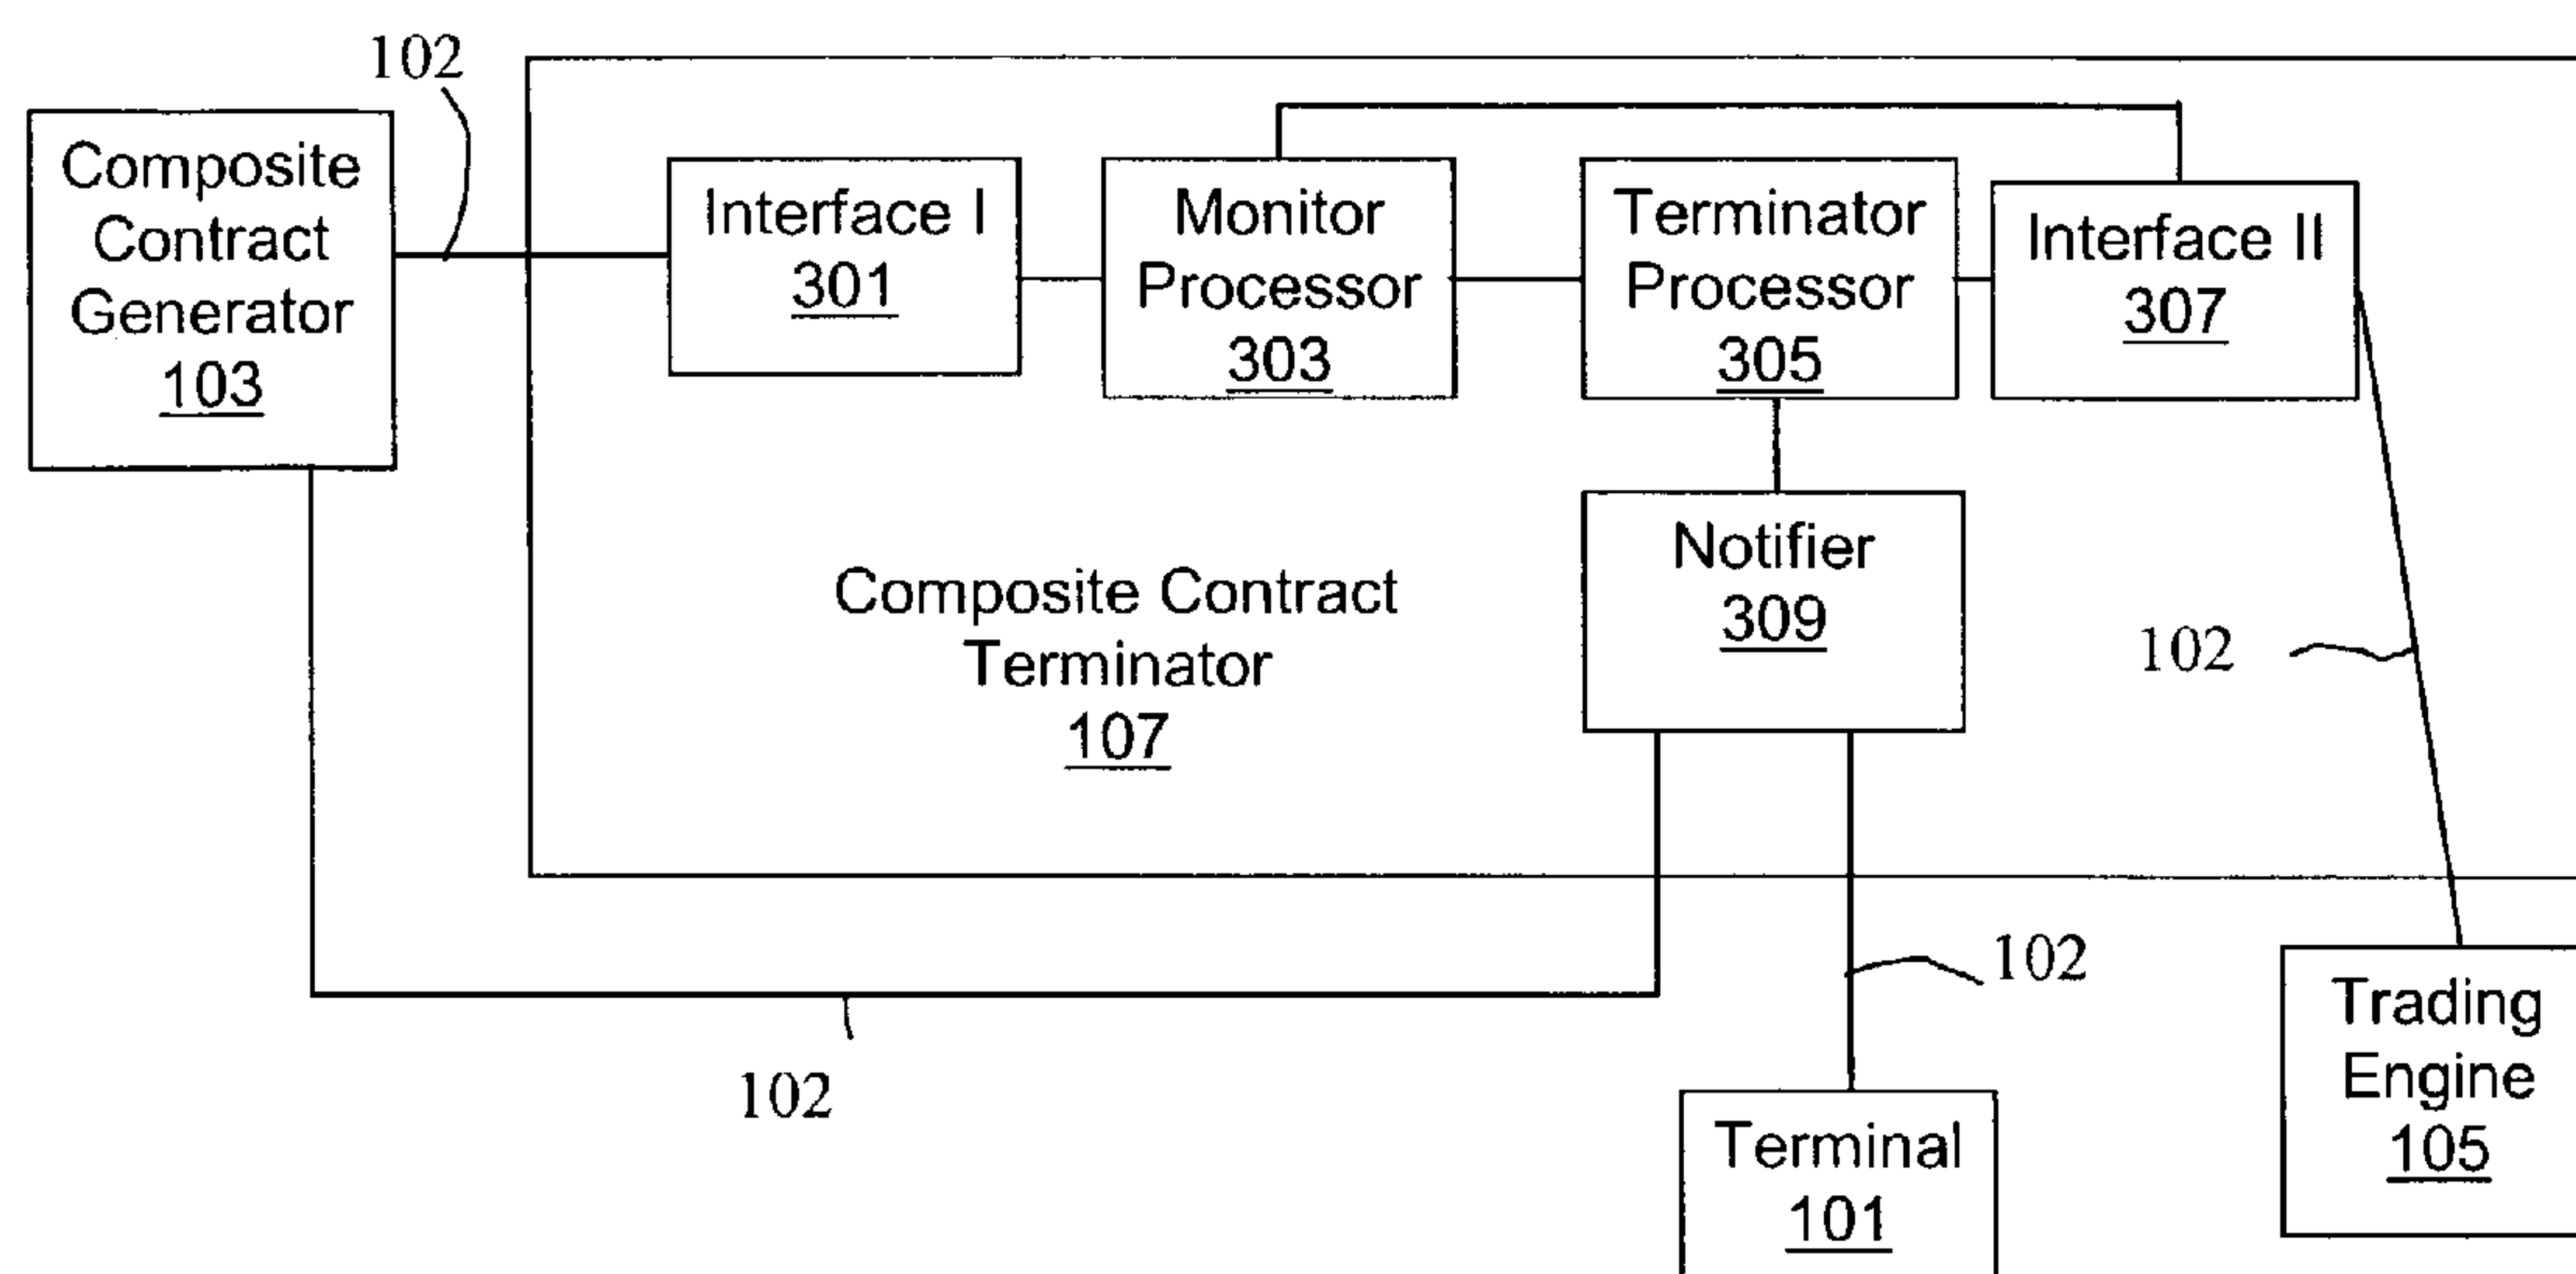 102
Composite
Contract
Generator
103
Interface I
301
Monitor
Processor
303
Terminator
Processor
305
Interface II
307
Notifier
309
Composite Contract
Terminator
107
102
102
102
Trading
Engine
105
Terminal
101